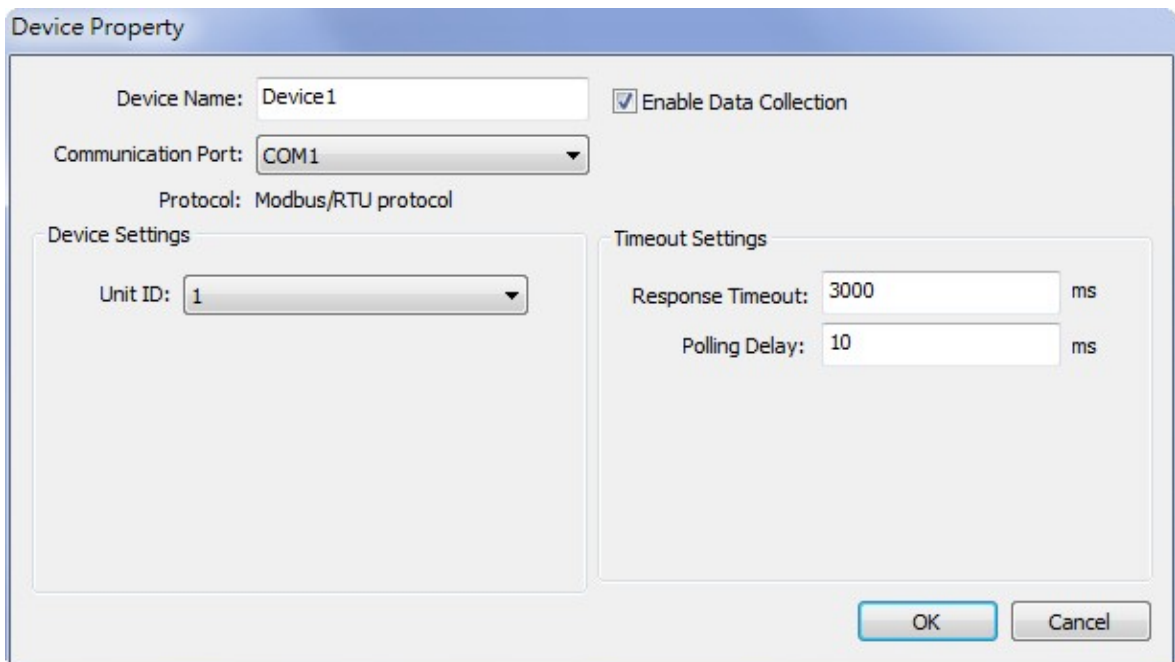 Device Property
Device Name: Device1
Enable Data Collection
Communication Port: COM1
Protocol: Modbus/RTU protocol
Device Settings
Unit ID: 1
Timeout Settings
Response Timeout: 3000 ms
Polling Delay: 10 ms
OK
Cancel